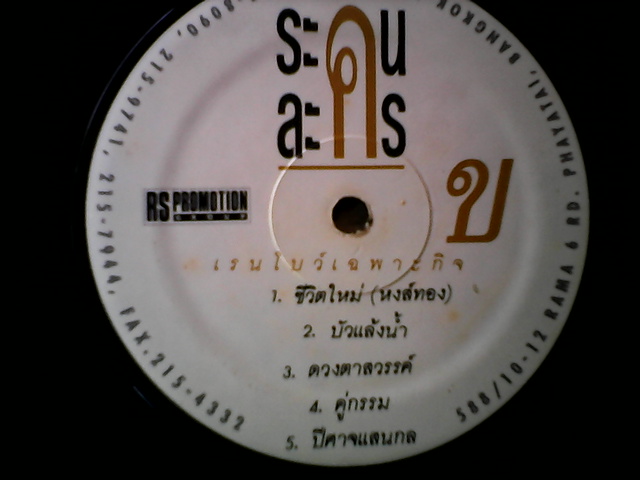 ระคน
ละคร
ข
RS PROMOTION
GROUP
เรนโบว์เฉพาะกิจ
1. ชีวิตใหม่ (หงส์ทอง)
2. บัวแล้งน้ำ
3. ดวงตาสวรรค์
4. คู่กรรม
5. ปีศาจแสนกล
588/10-12 RAMA 6 RD. PHAYATAI, BANGKOK
8090, 215-9741, 215-7944, FAX.215-4332